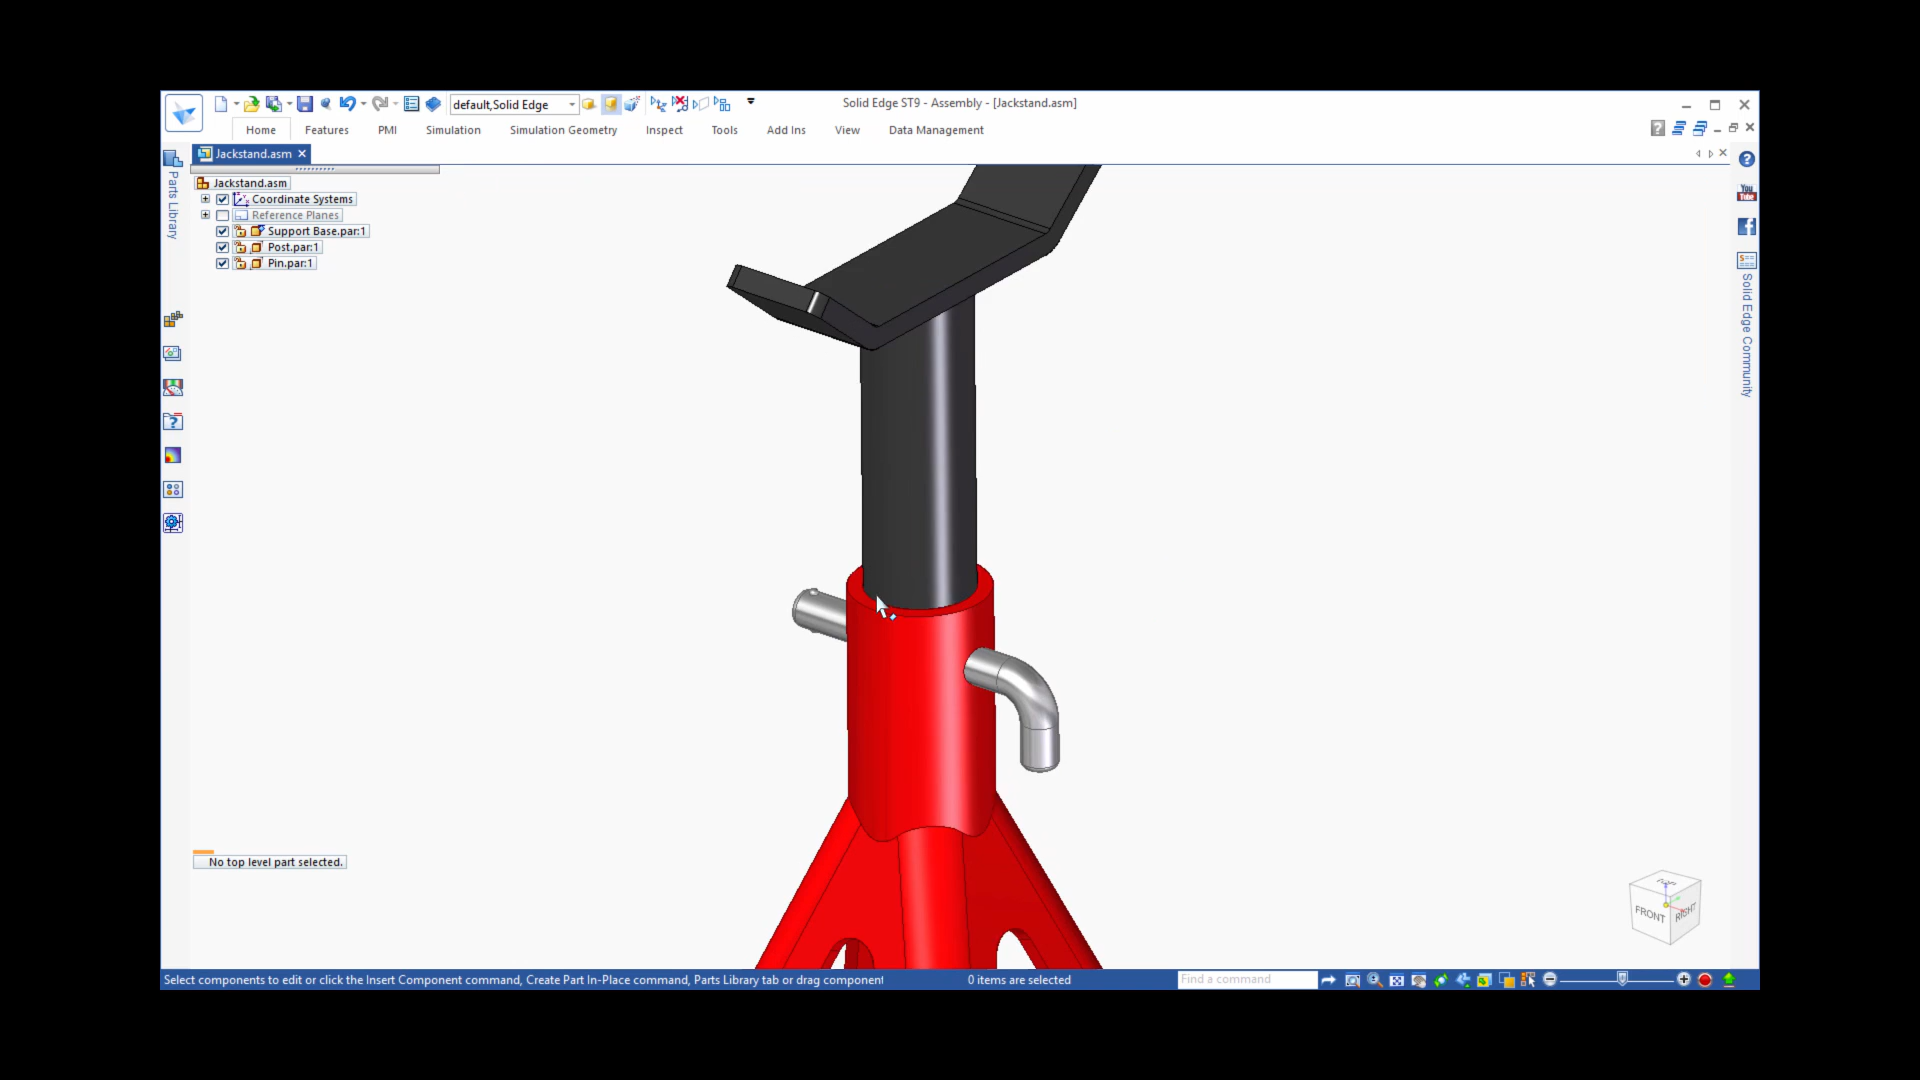 default,Solid Edge
Solid Edge ST9 - Assembly - [Jackstand.asm]
Home Features PMI Simulation Simulation Geometry Inspect Tools Add Ins View Data Management
Jackstand.asm
Parts Library
Jackstand.asm
Coordinate Systems
Reference Planes
Support Base.par:1
Post.par:1
Pin.par:1
You
Tube
Solid Edge Community
No top level part selected.
TOP
FRONT
RIGHT
Select components to edit or click the Insert Component command, Create Part In-Place command, Parts Library tab or drag component
0 items are selected
Find a command